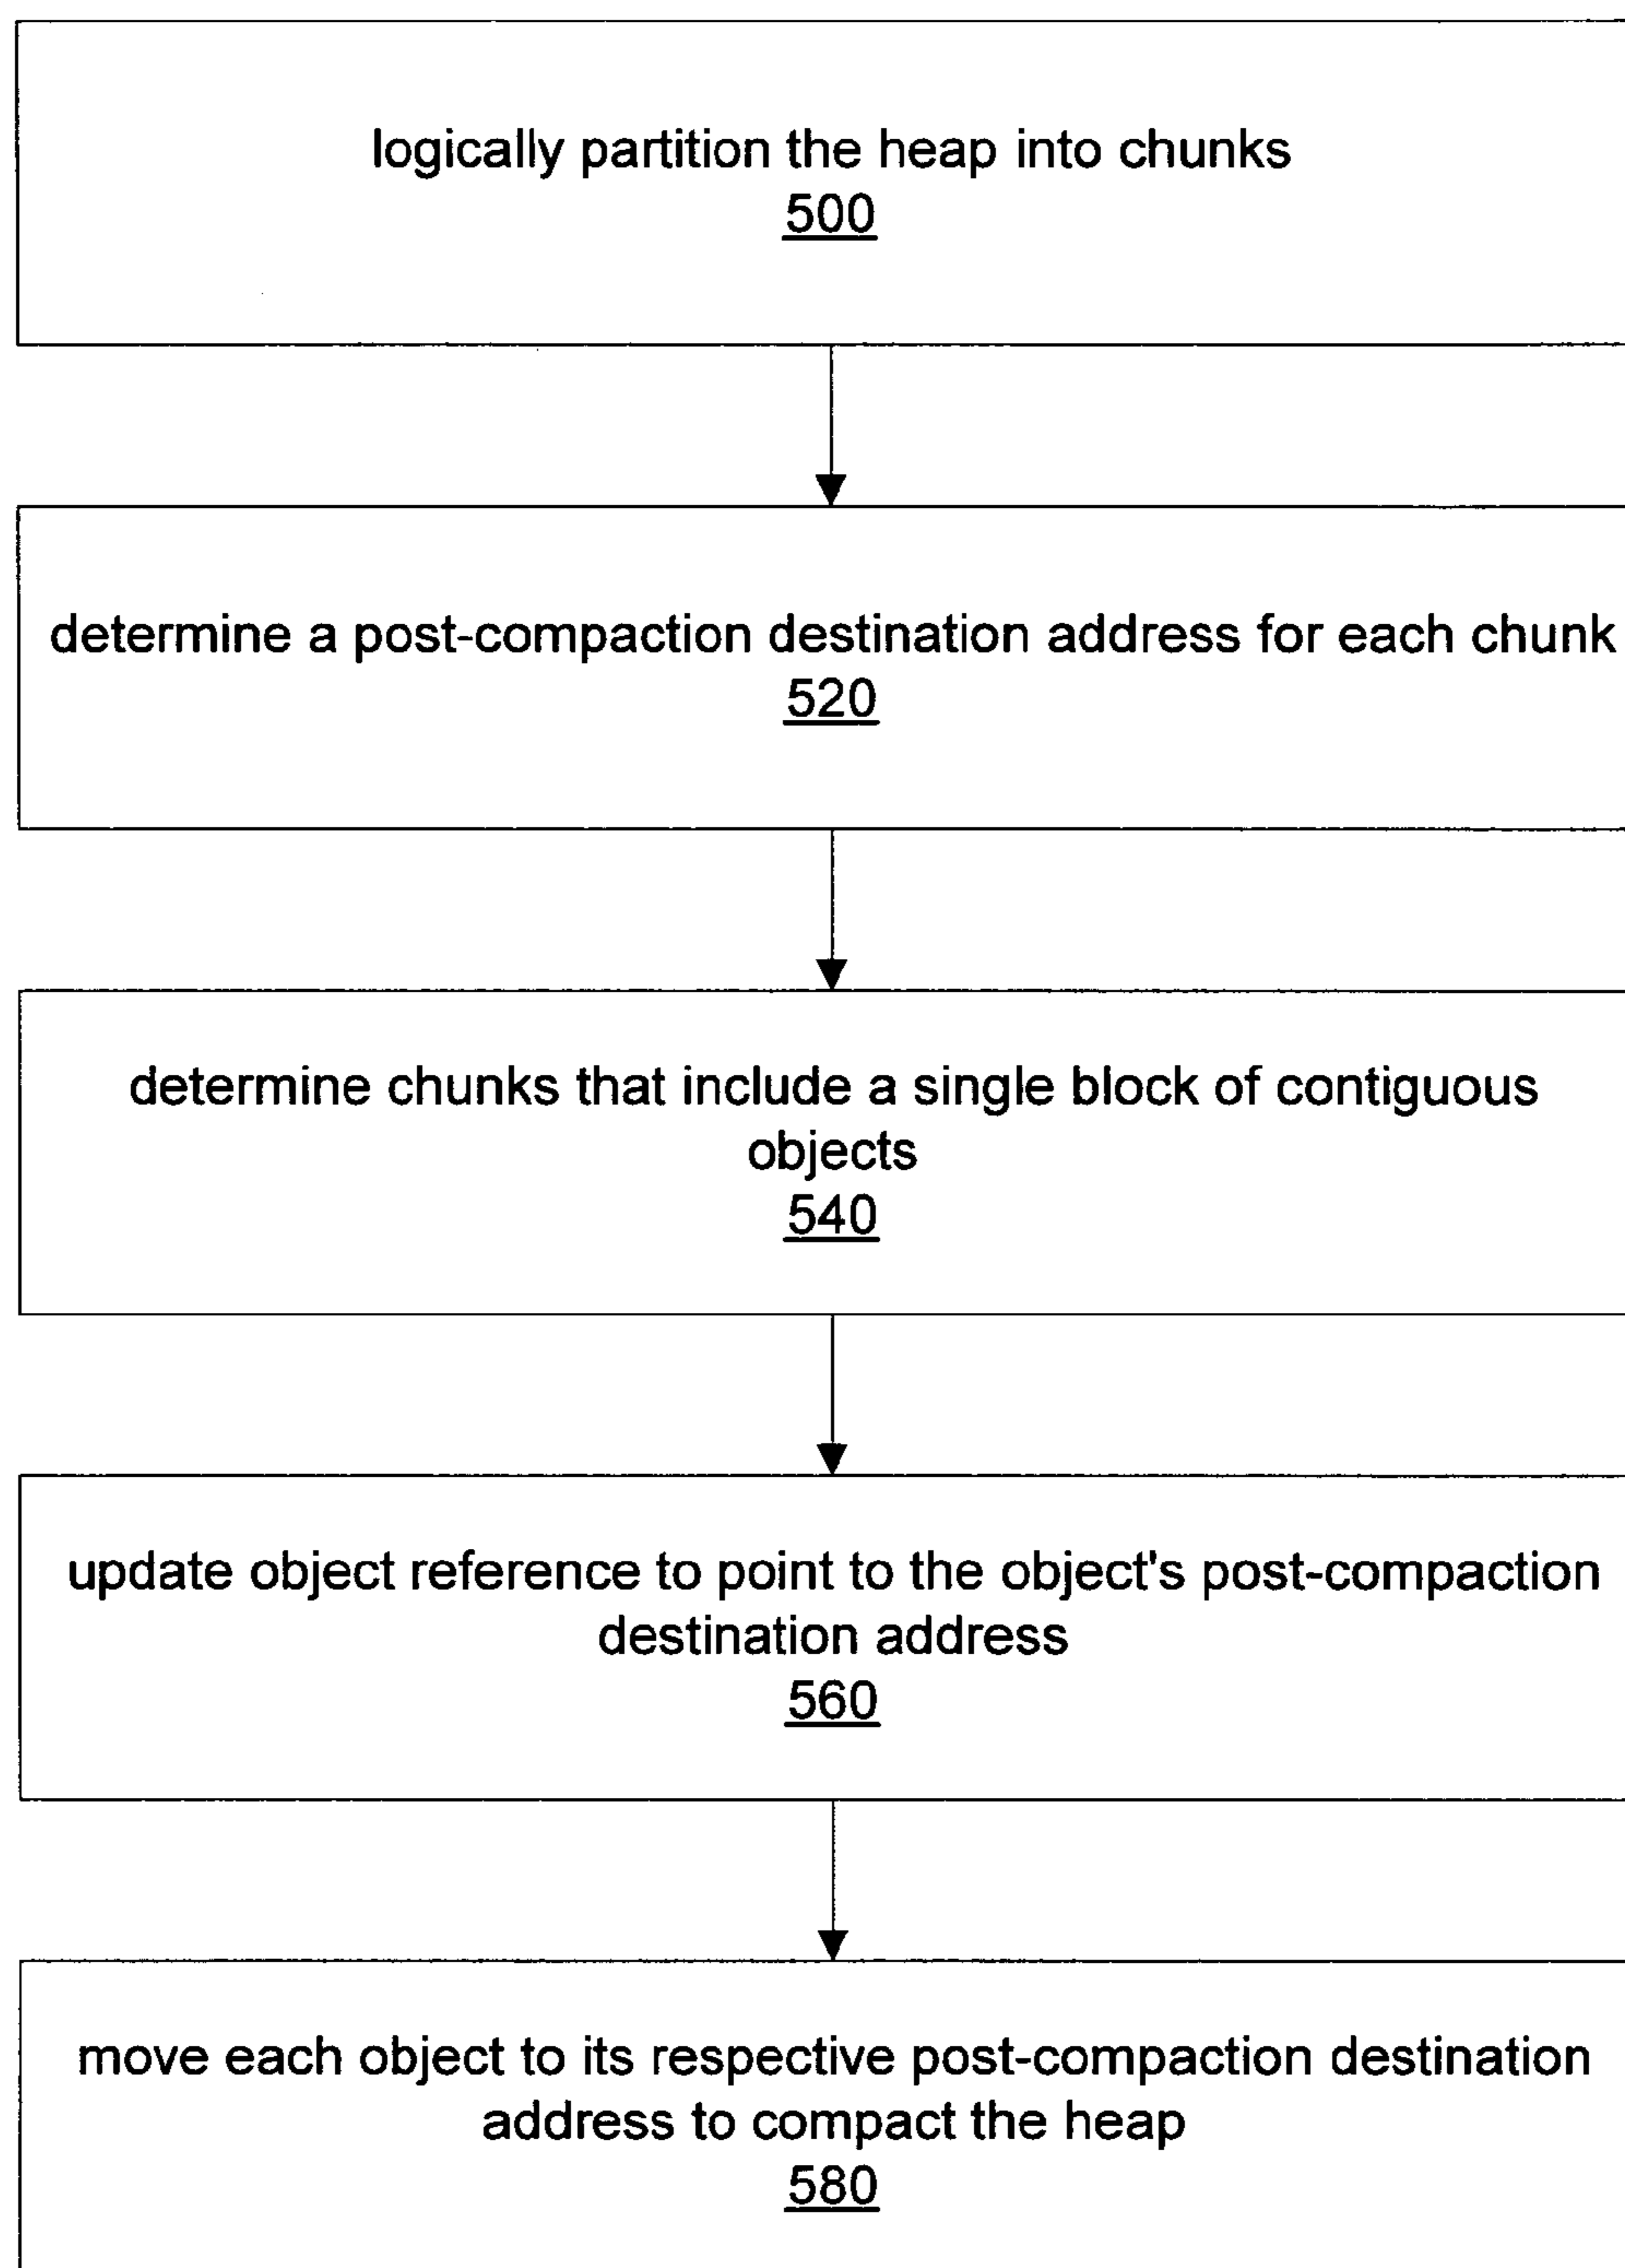 logically partition the heap into chunks
500
determine a post-compaction destination address for each chunk
520
determine chunks that include a single block of contiguous
objects
540
update object reference to point to the object's post-compaction
destination address
560
move each object to its respective post-compaction destination
address to compact the heap
580